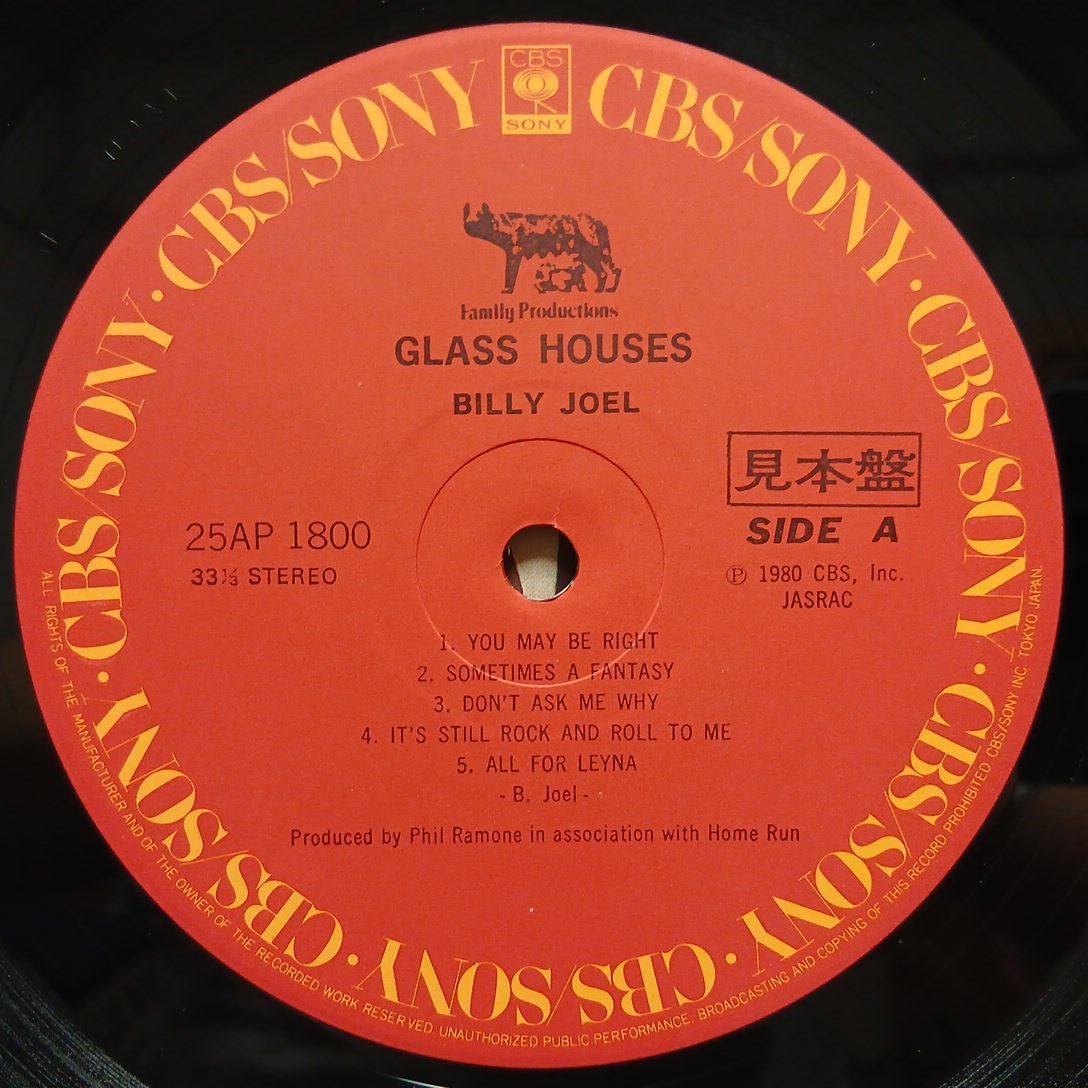 CBS
SONY
CBS/SONY · CBS/SONY · CBS/SONY · CBS/SONY · CBS/SONY · CBS/SONY · CBS/SONY · CBS/SONY
Family Productions
GLASS HOUSES
BILLY JOEL
見本盤
SIDE A
25AP 1800
33⅓ STEREO
Ⓟ 1980 CBS, Inc.
JASRAC
1. YOU MAY BE RIGHT
2. SOMETIMES A FANTASY
3. DON'T ASK ME WHY
4. IT'S STILL ROCK AND ROLL TO ME
5. ALL FOR LEYNA
- B. Joel -
Produced by Phil Ramone in association with Home Run
ALL RIGHTS OF THE MANUFACTURER AND OF THE OWNER OF THE RECORDED WORK RESERVED UNAUTHORIZED PUBLIC PERFORMANCE, BROADCASTING AND COPYING OF THIS RECORD PROHIBITED CBS/SONY INC. TOKYO JAPAN.